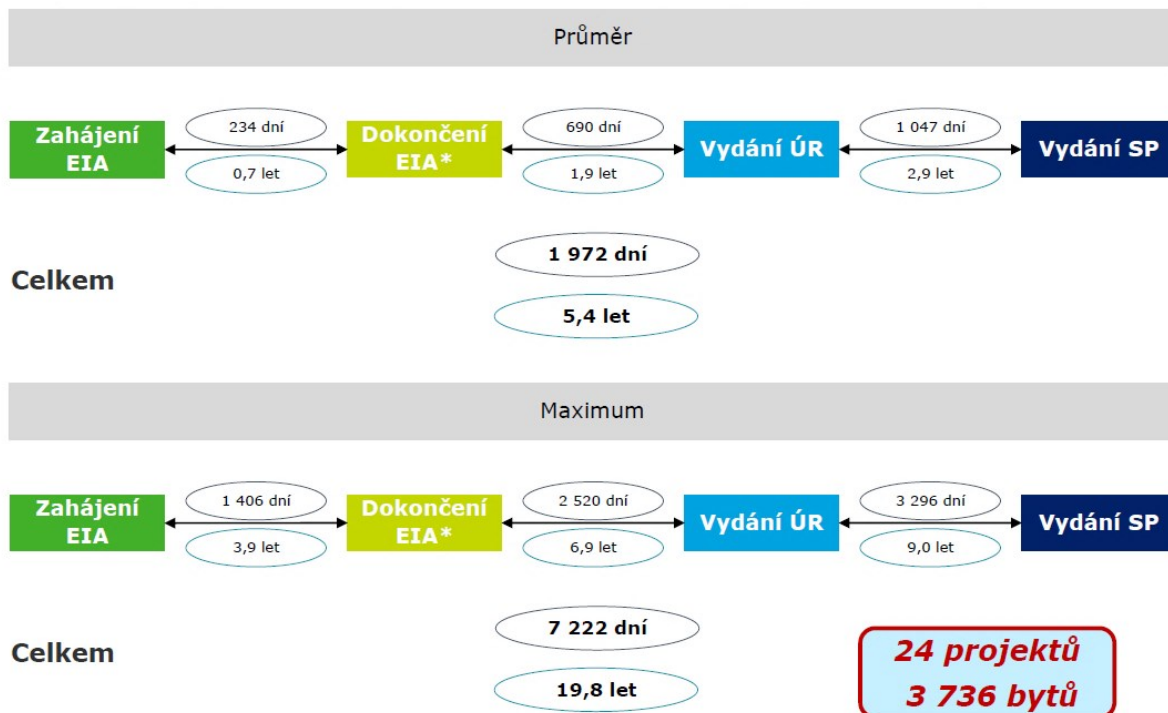 Průměr
Zahájení
EIA
234 dní
0,7 let
Dokončení
EIA*
690 dní
1,9 let
Vydání ÚR
1 047 dní
2,9 let
Vydání SP
Celkem
1 972 dní
5,4 let
Maximum
Zahájení
EIA
1 406 dní
3,9 let
Dokončení
EIA*
2 520 dní
6,9 let
Vydání ÚR
3 296 dní
9,0 let
Vydání SP
Celkem
7 222 dní
19,8 let
24 projektů
3 736 bytů